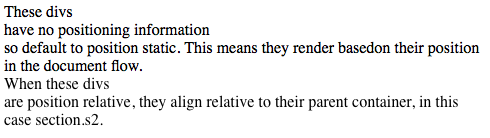 These divs
have no positioning information
so default to position static. This means they render basedon their position
in the document flow.
When these divs
are position relative, they align relative to their parent container, in this
case section.s2.